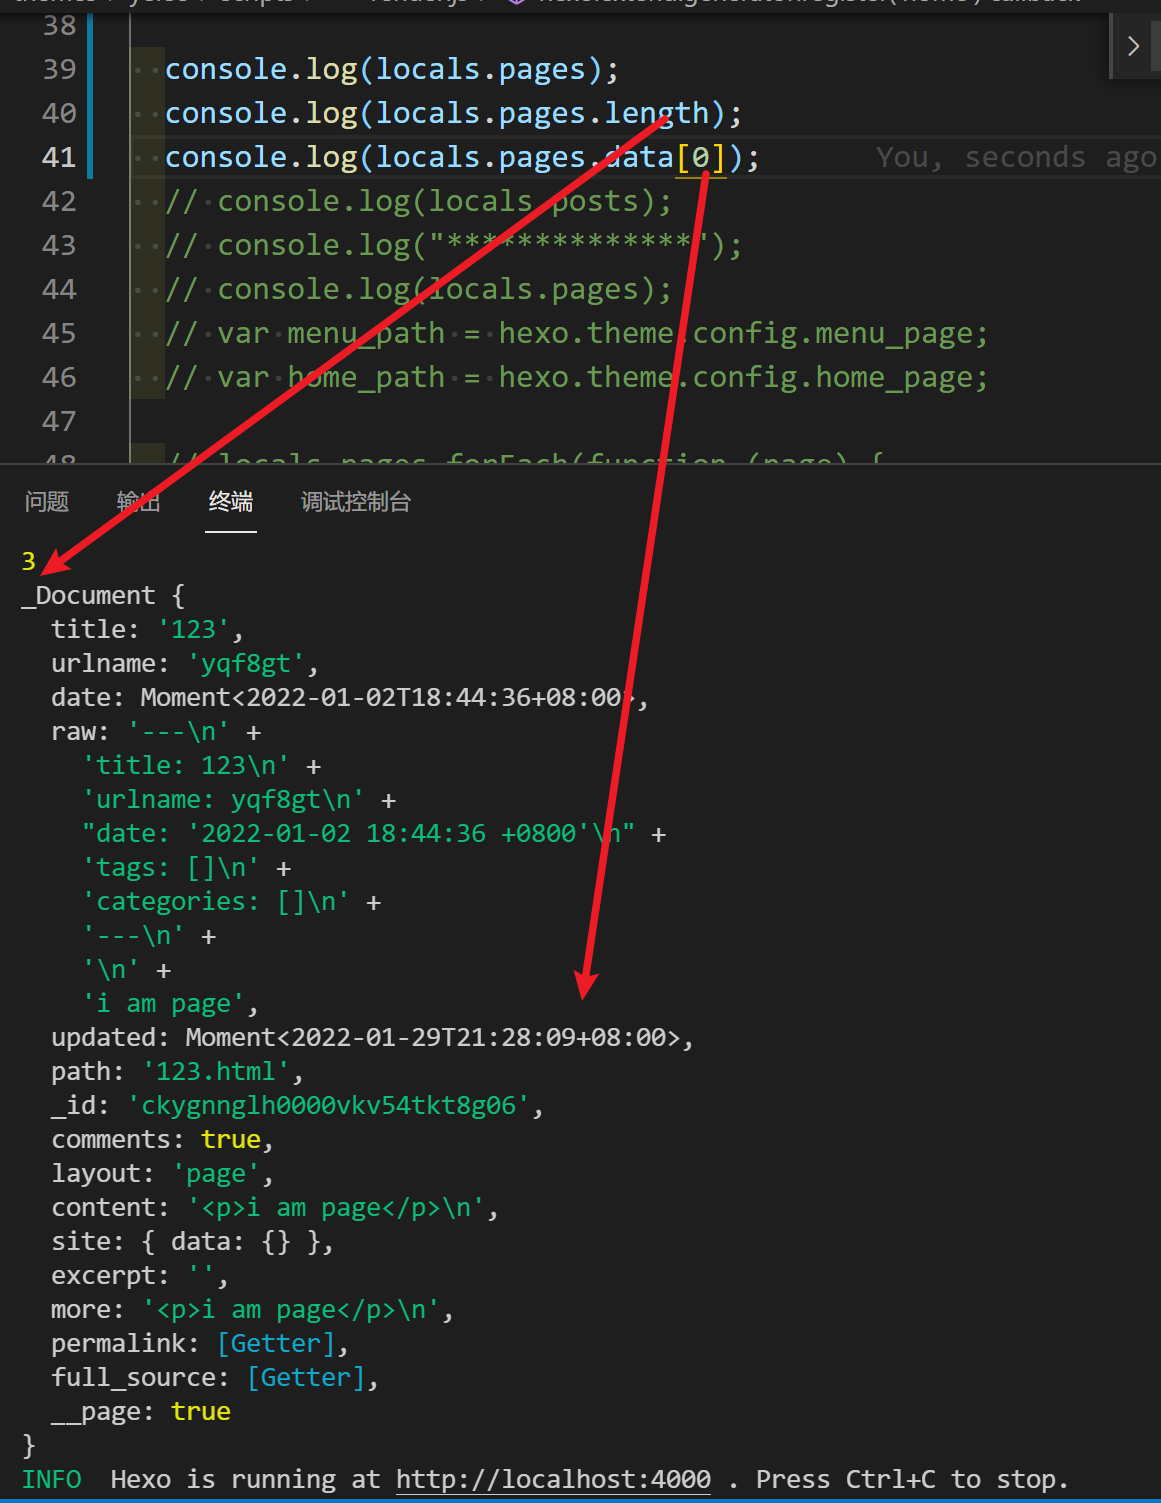 38
39 console.log(locals.pages);
40 console.log(locals.pages.length);
41 console.log(locals.pages.data[0]); You, seconds ago
42 // console.log(locals.posts);
43 // console.log("**************");
44 // console.log(locals.pages);
45 // var menu_path = hexo.theme.config.menu_page;
46 // var home_path = hexo.theme.config.home_page;
47
48 // locals.pages.forEach(function (page) {
问题 输出 终端 调试控制台
3
_Document {
title: '123',
urlname: 'yqf8gt',
date: Moment<2022-01-02T18:44:36+08:00>,
raw: '---\n' +
'title: 123\n' +
'urlname: yqf8gt\n' +
"date: '2022-01-02 18:44:36 +0800'\n" +
'tags: []\n' +
'categories: []\n' +
'---\n' +
'\n' +
'i am page',
updated: Moment<2022-01-29T21:28:09+08:00>,
path: '123.html',
_id: 'ckygnnglh0000vkv54tkt8g06',
comments: true,
layout: 'page',
content: '<p>i am page</p>\n',
site: { data: {} },
excerpt: '',
more: '<p>i am page</p>\n',
permalink: [Getter],
full_source: [Getter],
__page: true
}
INFO Hexo is running at http://localhost:4000 . Press Ctrl+C to stop.